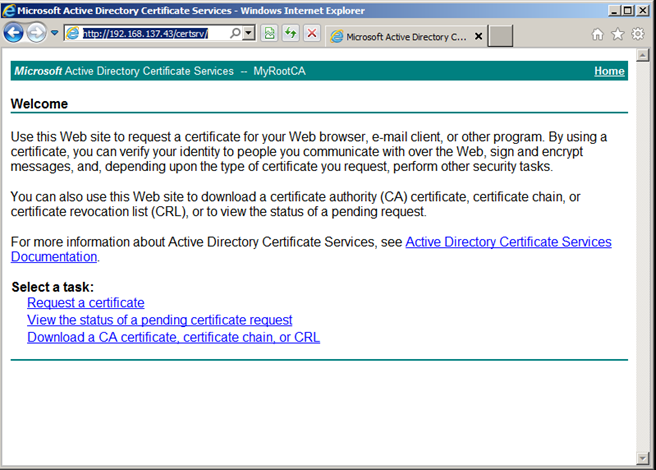 Microsoft Active Directory Certificate Services - Windows Internet Explorer
http://192.168.137.43/certsrv/
Microsoft Active Directory C...
Microsoft Active Directory Certificate Services -- MyRootCA
Home
Welcome
Use this Web site to request a certificate for your Web browser, e-mail client, or other program. By using a
certificate, you can verify your identity to people you communicate with over the Web, sign and encrypt
messages, and, depending upon the type of certificate you request, perform other security tasks.
You can also use this Web site to download a certificate authority (CA) certificate, certificate chain, or
certificate revocation list (CRL), or to view the status of a pending request.
For more information about Active Directory Certificate Services, see Active Directory Certificate Services
Documentation.
Select a task:
Request a certificate
View the status of a pending certificate request
Download a CA certificate, certificate chain, or CRL